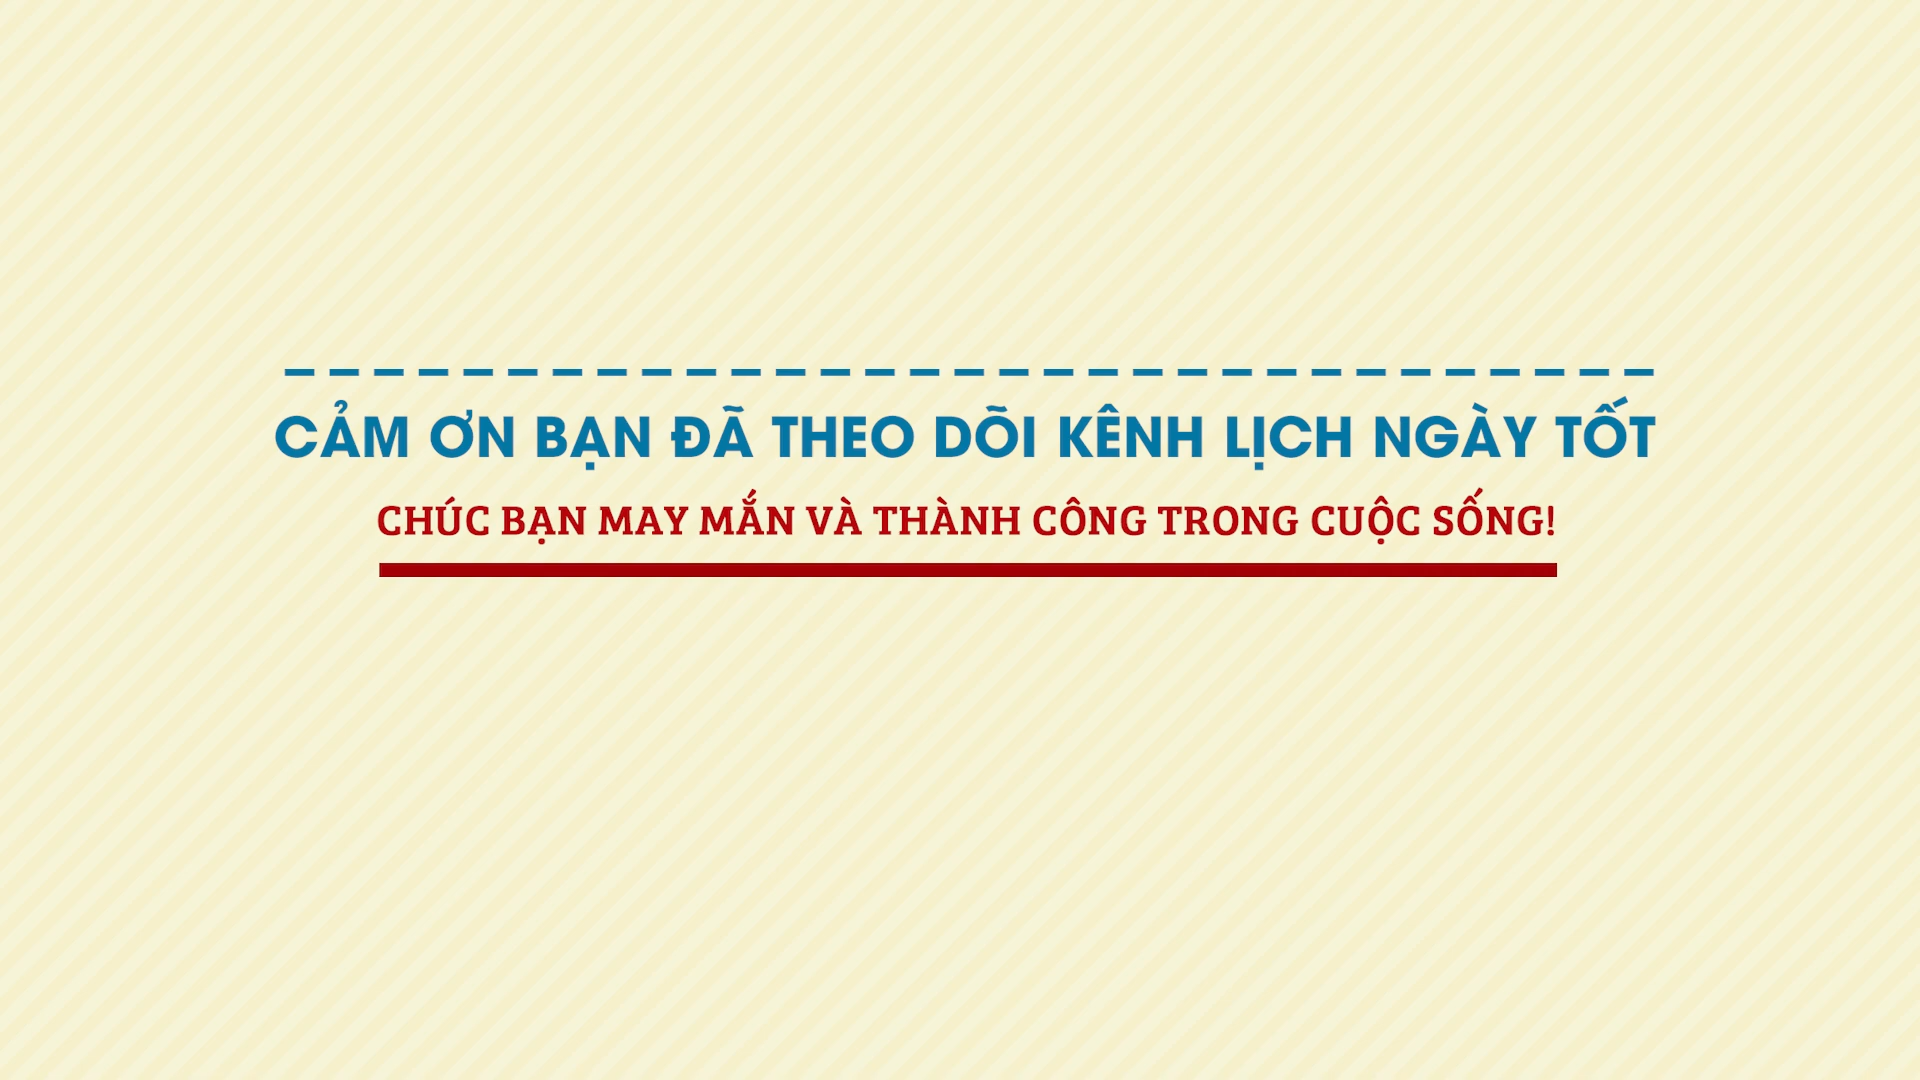 CẢM ƠN BẠN ĐÃ THEO DÕI KÊNH LỊCH NGÀY TỐT
CHÚC BẠN MAY MẮN VÀ THÀNH CÔNG TRONG CUỘC SỐNG!